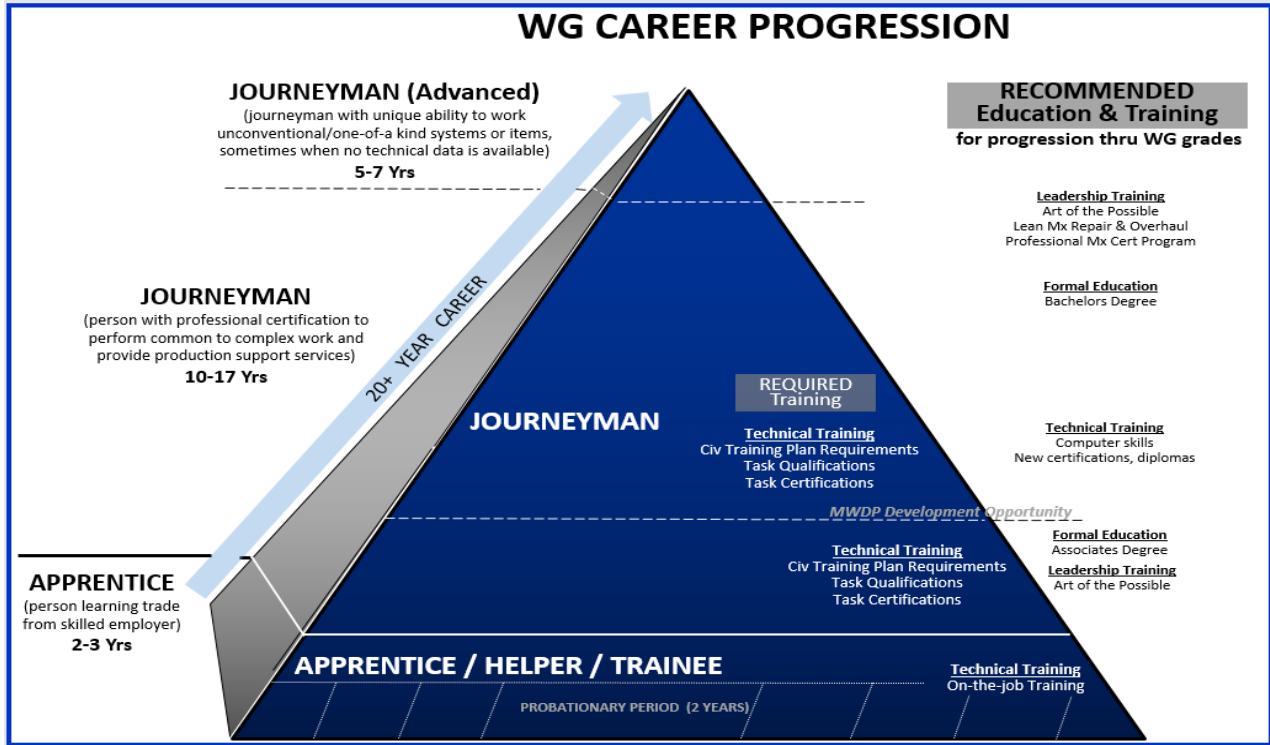 WG CAREER PROGRESSION
JOURNEYMAN (Advanced)
(journeyman with unique ability to work
unconventional/one-of-a kind systems or items,
sometimes when no technical data is available)
5-7 Yrs
JOURNEYMAN
(person with professional certification to
perform common to complex work and
provide production support services)
10-17 Yrs
APPRENTICE
(person learning trade
from skilled employer)
2-3 Yrs
20+ YEAR CAREER
JOURNEYMAN
REQUIRED
Training
Technical Training
Civ Training Plan Requirements
Task Qualifications
Task Certifications
MWDP Development Opportunity
Technical Training
Civ Training Plan Requirements
Task Qualifications
Task Certifications
APPRENTICE / HELPER / TRAINEE
PROBATIONARY PERIOD (2 YEARS)
Technical Training
On-the-job Training
RECOMMENDED
Education & Training
for progression thru WG grades
Leadership Training
Art of the Possible
Lean Mx Repair & Overhaul
Professional Mx Cert Program
Formal Education
Bachelors Degree
Technical Training
Computer skills
New certifications, diplomas
Formal Education
Associates Degree
Leadership Training
Art of the Possible